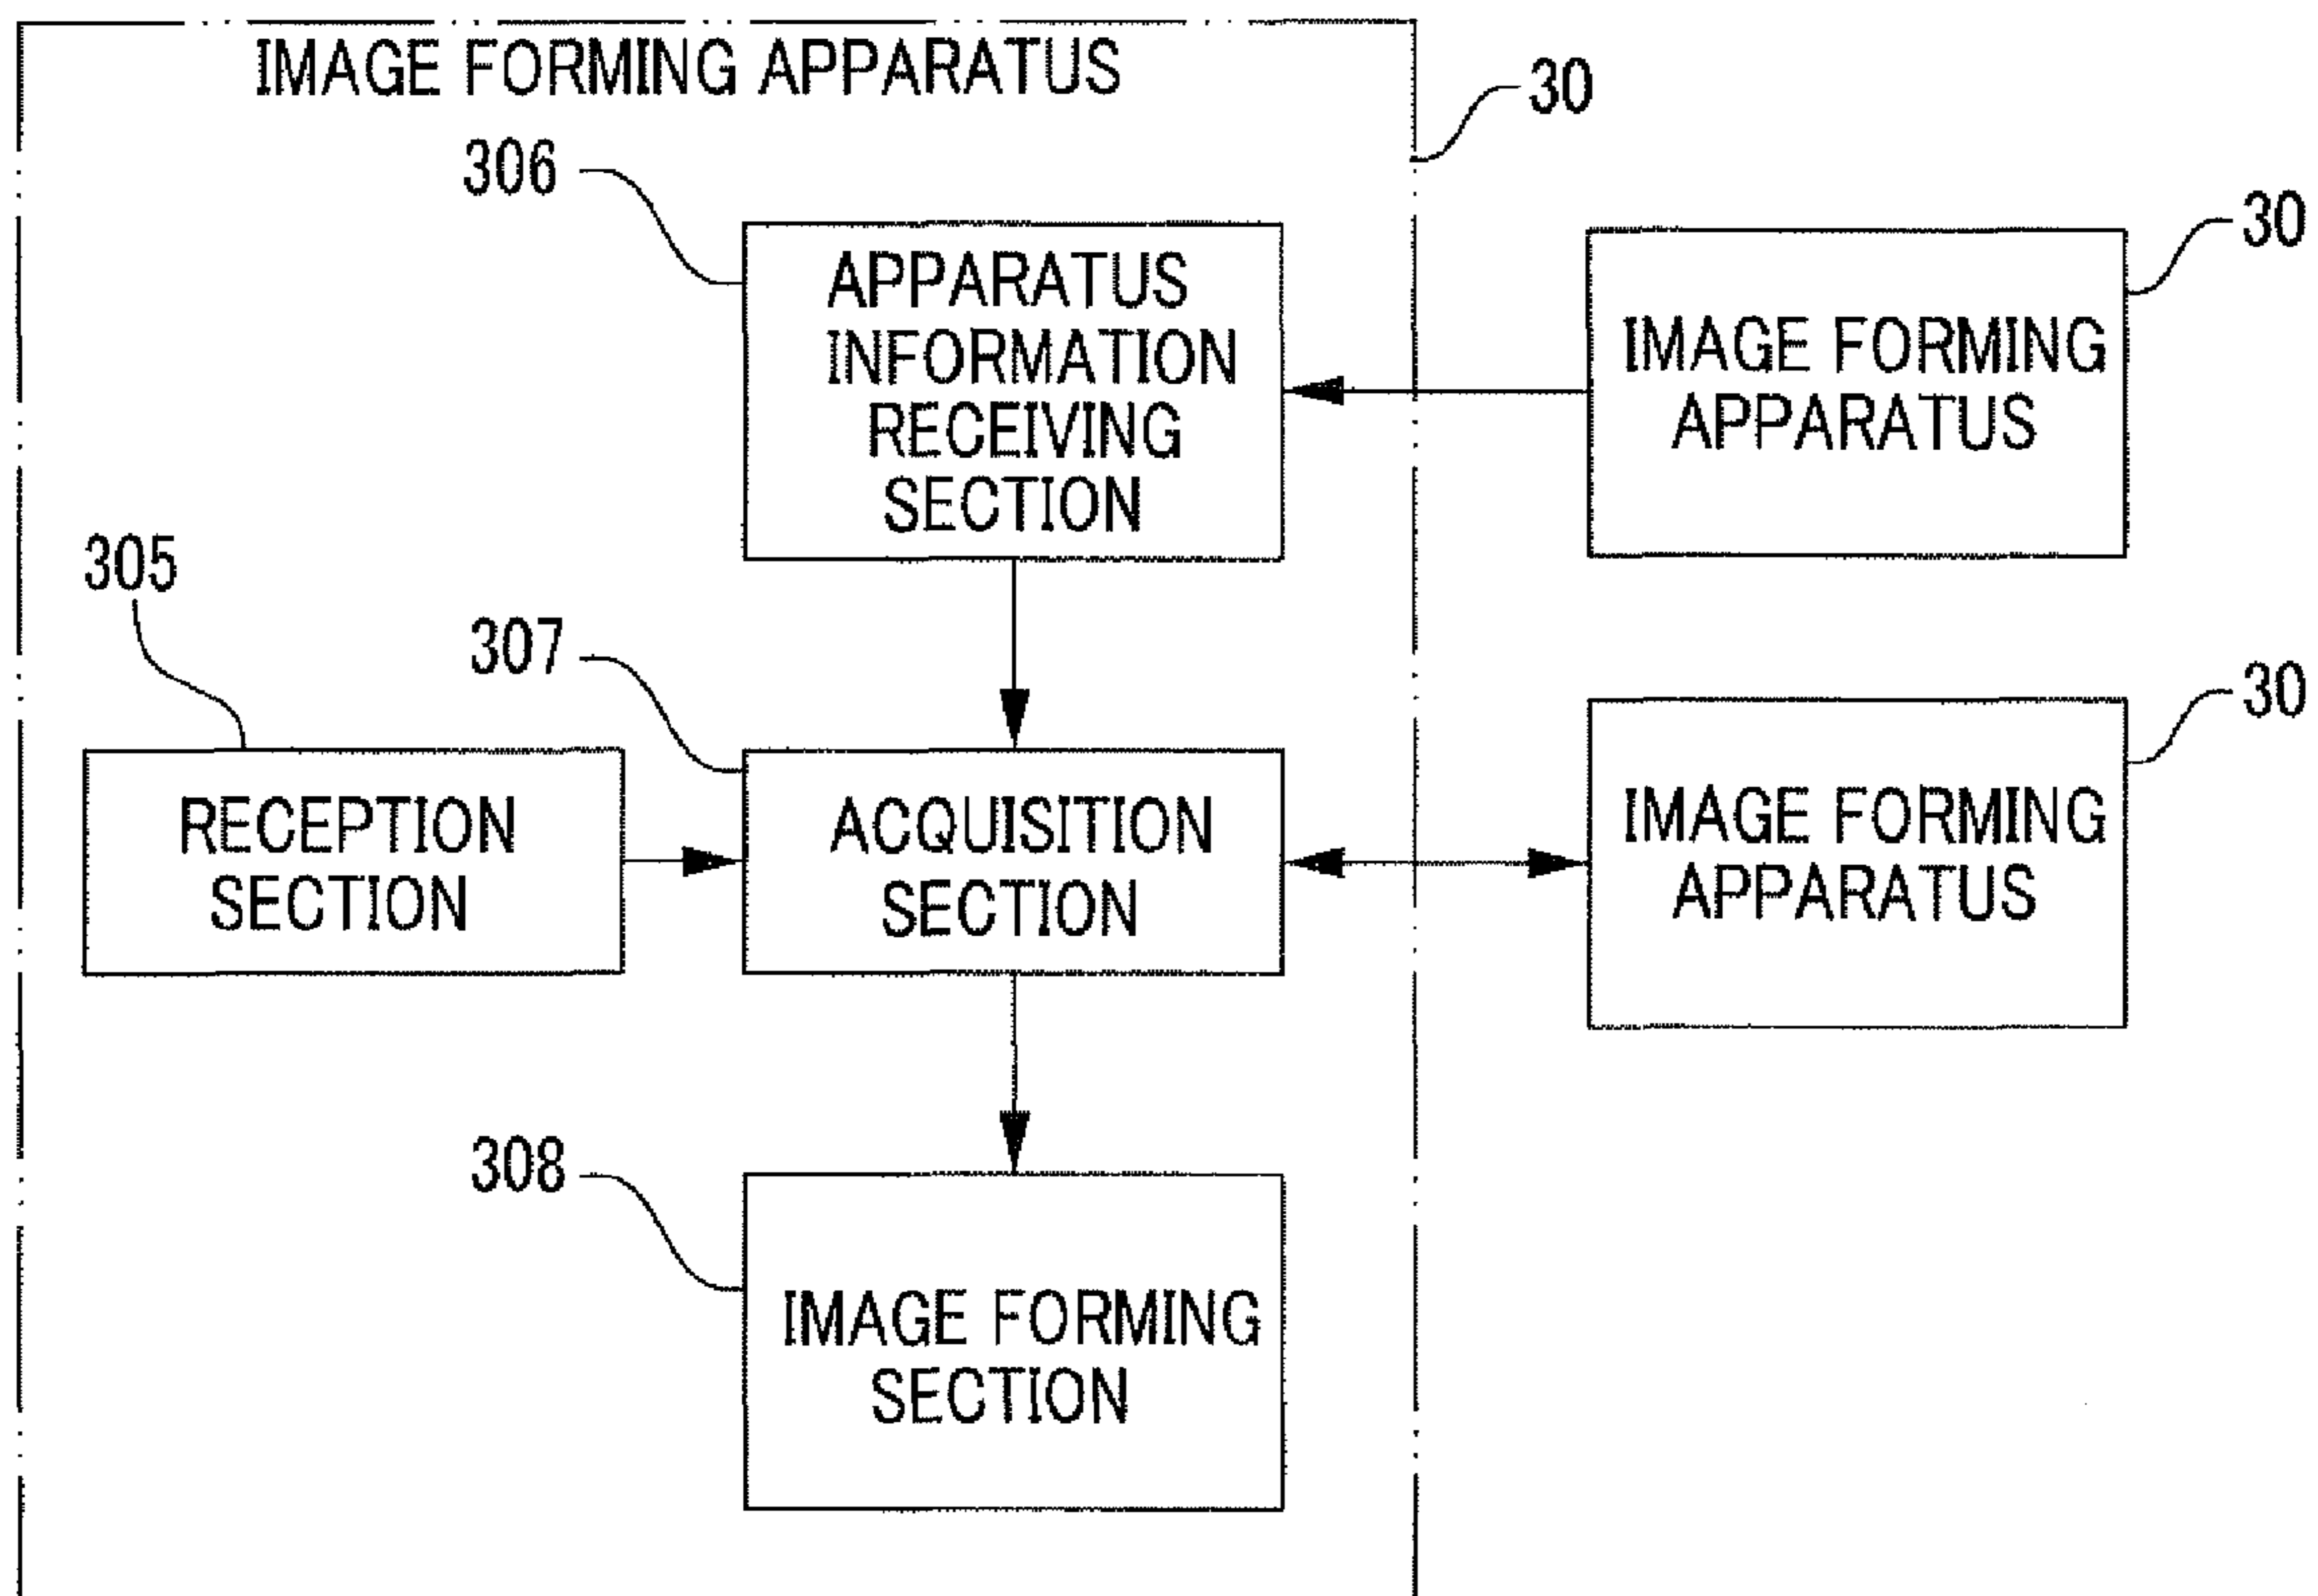 IMAGE FORMING APPARATUS
30
306
30
APPARATUS
INFORMATION
RECEIVING
SECTION
IMAGE FORMING
APPARATUS
305
307
30
RECEPTION
SECTION
ACQUISITION
SECTION
IMAGE FORMING
APPARATUS
308
IMAGE FORMING
SECTION